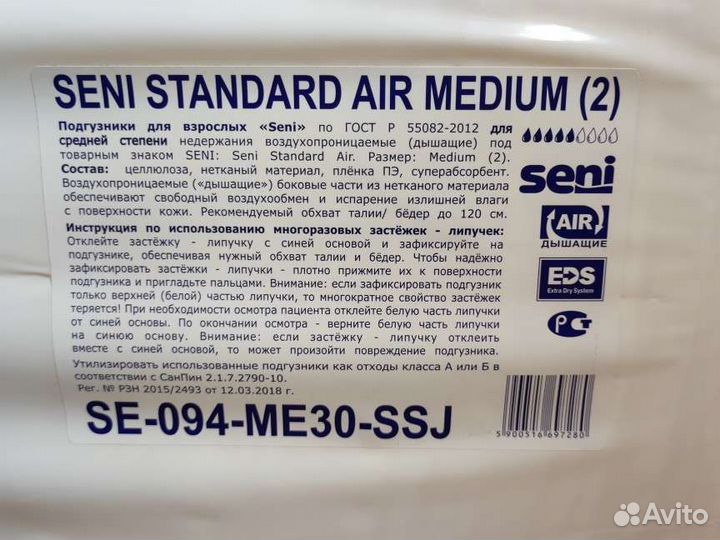 SENI STANDARD AIR MEDIUM (2)
Подгузники для взрослых «Seni» по ГОСТ Р 55082-2012 для
средней степени недержания воздухопроницаемые (дышащие) под
товарным знаком SENI: Seni Standard Air. Размер: Medium (2).
Состав: целлюлоза, нетканый материал, плёнка ПЭ, суперабсорбент.
Воздухопроницаемые («дышащие») боковые части из нетканого материала
обеспечивают свободный воздухообмен и испарение излишней влаги
с поверхности кожи. Рекомендуемый обхват талии/ бёдер до 120 см.
Инструкция по использованию многоразовых застёжек - липучек:
Отклейте застёжку - липучку с синей основой и зафиксируйте на
подгузнике, обеспечивая нужный обхват талии и бёдер. Чтобы надёжно
зафиксировать застёжки - липучки - плотно прижмите их к поверхности
подгузника и пригладьте пальцами. Внимание: если зафиксировать подгузник
только верхней (белой) частью липучки, то многократное свойство застёжек
теряется! При необходимости осмотра пациента отклейте белую часть липучки
от синей основы. По окончании осмотра - верните белую часть липучки
на синюю основу. Внимание: если застёжку - липучку отклеить
вместе с синей основой, то может произойти повреждение подгузника.
Утилизировать использованные подгузники как отходы класса А или Б в
соответствии с СанПин 2.1.7.2790-10.
Рег. № РЗН 2015/2493 от 12.03.2018 г.
SE-094-ME30-SSJ
seni
AIR
ДЫШАЩИЕ
EDS
Extra Dry System
РСТ
5 900516 697280
Avito